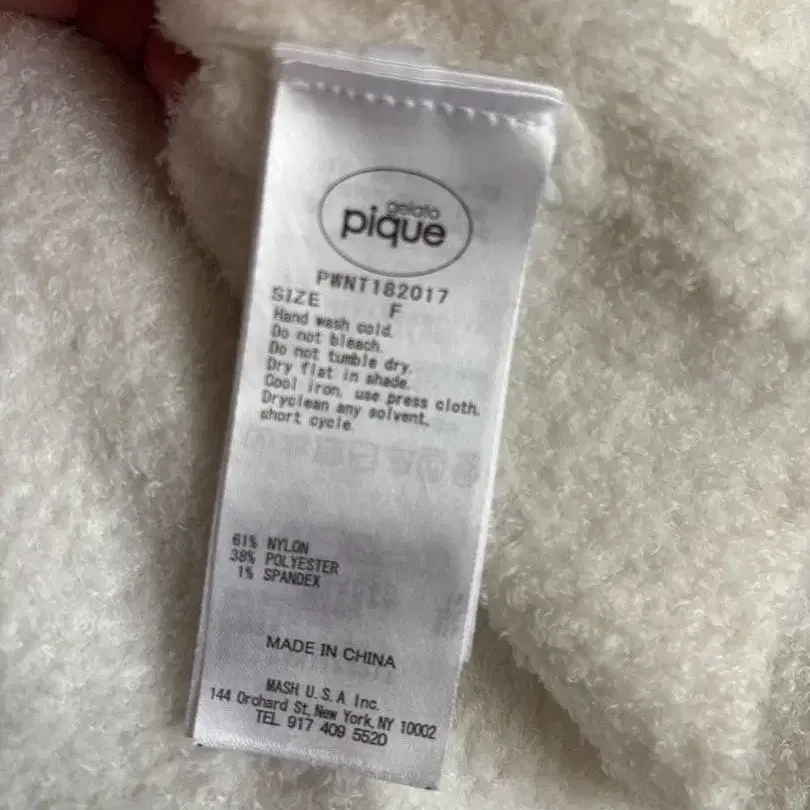 gelato
pique
PWNT182017
SIZE F
Hand wash cold.
Do not bleach.
Do not tumble dry.
Dry flat in shade.
Cool iron, use press cloth.
Dryclean any solvent,
short cycle.
61% NYLON
38% POLYESTER
1% SPANDEX
MADE IN CHINA
MASH U.S.A Inc.
144 Orchard St, New York, NY 10002
TEL 917 409 5520